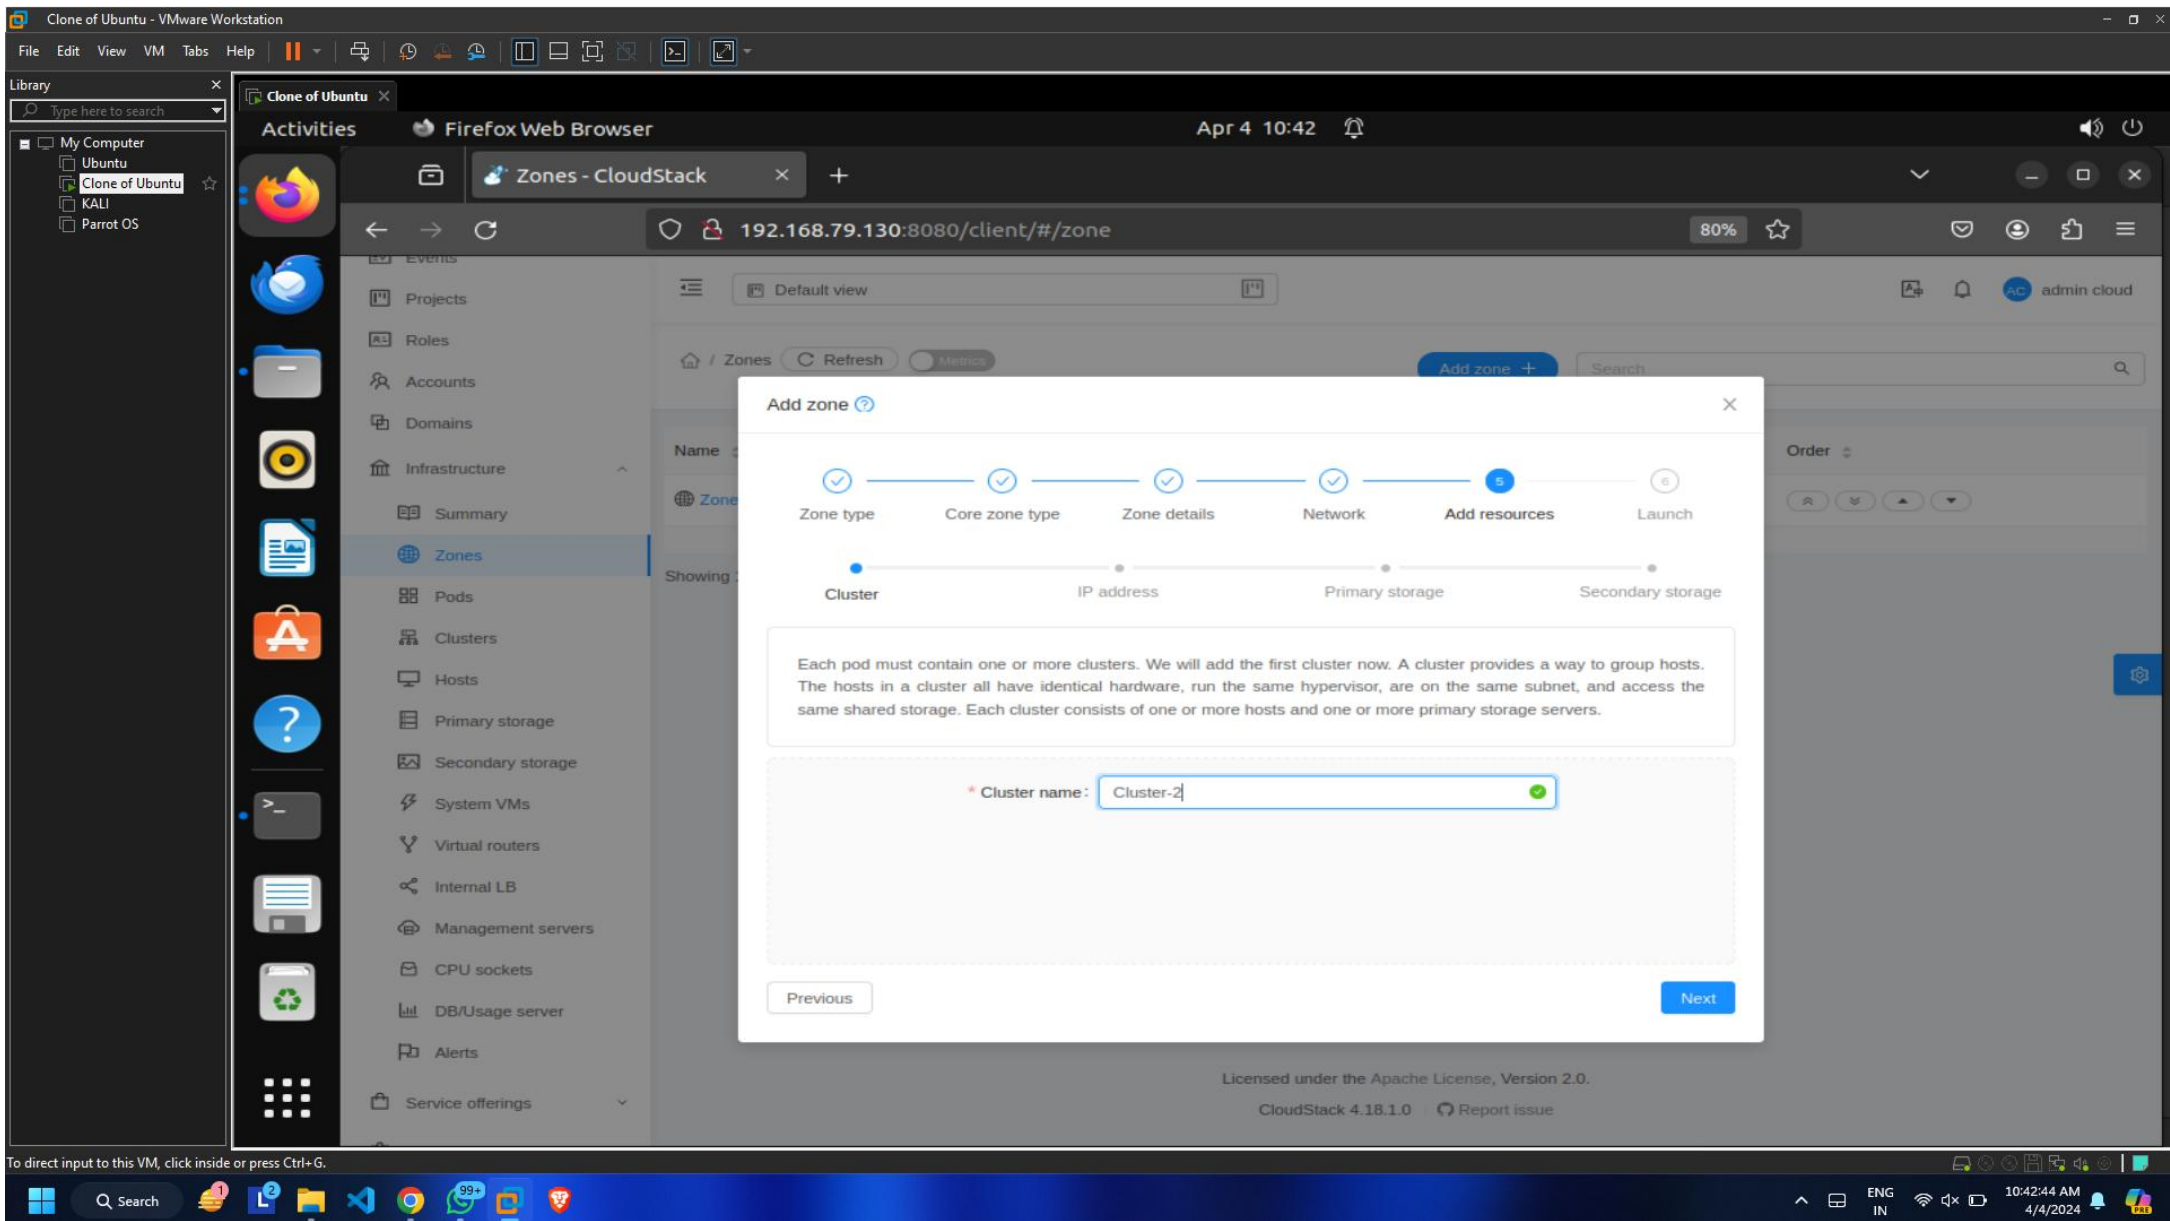 Clone of Ubuntu - VMware Workstation
File Edit View VM Tabs Help
Library
Type here to search
My Computer
Ubuntu
Clone of Ubuntu
KALI
Parrot OS
Clone of Ubuntu
Activities Firefox Web Browser Apr 4 10:42
Zones - CloudStack
192.168.79.130:8080/client/#/zone 80%
Events
Projects
Roles
Accounts
Domains
Infrastructure
Summary
Zones
Pods
Clusters
Hosts
Primary storage
Secondary storage
System VMs
Virtual routers
Internal LB
Management servers
CPU sockets
DB/Usage server
Alerts
Service offerings
Default view
AC admin cloud
/ Zones Refresh Metrics
Add zone + Search
Name Order
Zone
Showing
Add zone
Zone type Core zone type Zone details Network 5 Add resources 6 Launch
Cluster IP address Primary storage Secondary storage
Each pod must contain one or more clusters. We will add the first cluster now. A cluster provides a way to group hosts.
The hosts in a cluster all have identical hardware, run the same hypervisor, are on the same subnet, and access the
same shared storage. Each cluster consists of one or more hosts and one or more primary storage servers.
* Cluster name: Cluster-2
Previous Next
Licensed under the Apache License, Version 2.0.
CloudStack 4.18.1.0 Report issue
To direct input to this VM, click inside or press Ctrl+G.
Search
1
2
99+
ENG
IN
10:42:44 AM
4/4/2024
PRE